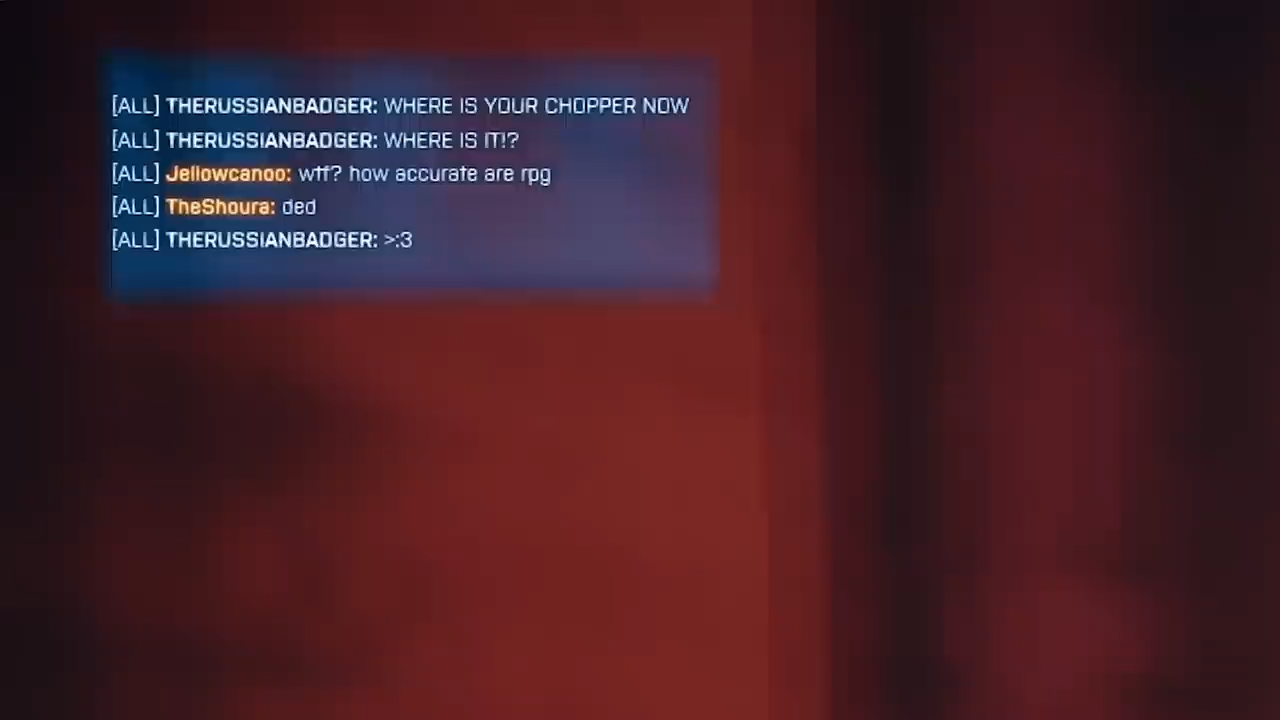 [ALL] THERUSSIANBADGER: WHERE IS YOUR CHOPPER NOW
[ALL] THERUSSIANBADGER: WHERE IS IT!?
[ALL] Jellowcanoo: wtf? how accurate are rpg
[ALL] TheShoura: ded
[ALL] THERUSSIANBADGER: >:3